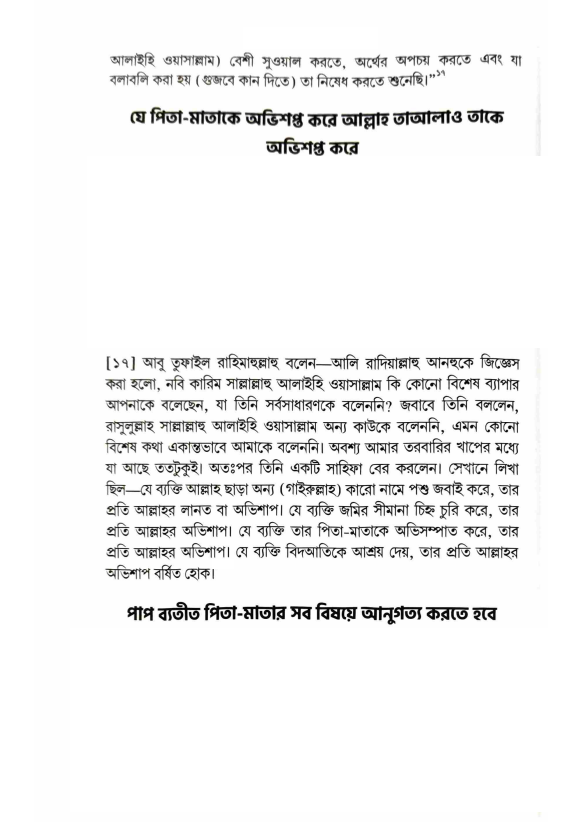 আলাইহি ওয়াসাল্লাম) বেশী সুওয়াল করতে, অর্থের অপচয় করতে এবং যা
বলাবলি করা হয় (গুজবে কান দিতে) তা নিষেধ করতে শুনেছি।”১৭
যে পিতা-মাতাকে অভিশপ্ত করে আল্লাহ তাআলাও তাকে
অভিশপ্ত করে
[১৭] আবু তুফাইল রাহিমাহুল্লাহ বলেন—আলি রাদিয়াল্লাহু আনহুকে জিজ্ঞেস
করা হলো, নবি কারিম সাল্লাল্লাহু আলাইহি ওয়াসাল্লাম কি কোনো বিশেষ ব্যাপার
আপনাকে বলেছেন, যা তিনি সর্বসাধারণকে বলেননি? জবাবে তিনি বললেন,
রাসুলুল্লাহ সাল্লাল্লাহু আলাইহি ওয়াসাল্লাম অন্য কাউকে বলেননি, এমন কোনো
বিশেষ কথা একান্তভাবে আমাকে বলেননি। অবশ্য আমার তরবারির খাপের মধ্যে
যা আছে ততটুকুই। অতঃপর তিনি একটি সাহিফা বের করলেন। সেখানে লিখা
ছিল—যে ব্যক্তি আল্লাহ ছাড়া অন্য (গাইরুল্লাহ) কারো নামে পশু জবাই করে, তার
প্রতি আল্লাহর লানত বা অভিশাপ। যে ব্যক্তি জমির সীমানা চিহ্ন চুরি করে, তার
প্রতি আল্লাহর অভিশাপ। যে ব্যক্তি তার পিতা-মাতাকে অভিসম্পাত করে, তার
প্রতি আল্লাহর অভিশাপ। যে ব্যক্তি বিদআতিকে আশ্রয় দেয়, তার প্রতি আল্লাহর
অভিশাপ বর্ষিত হোক।
পাপ ব্যতীত পিতা-মাতার সব বিষয়ে আনুগত্য করতে হবে